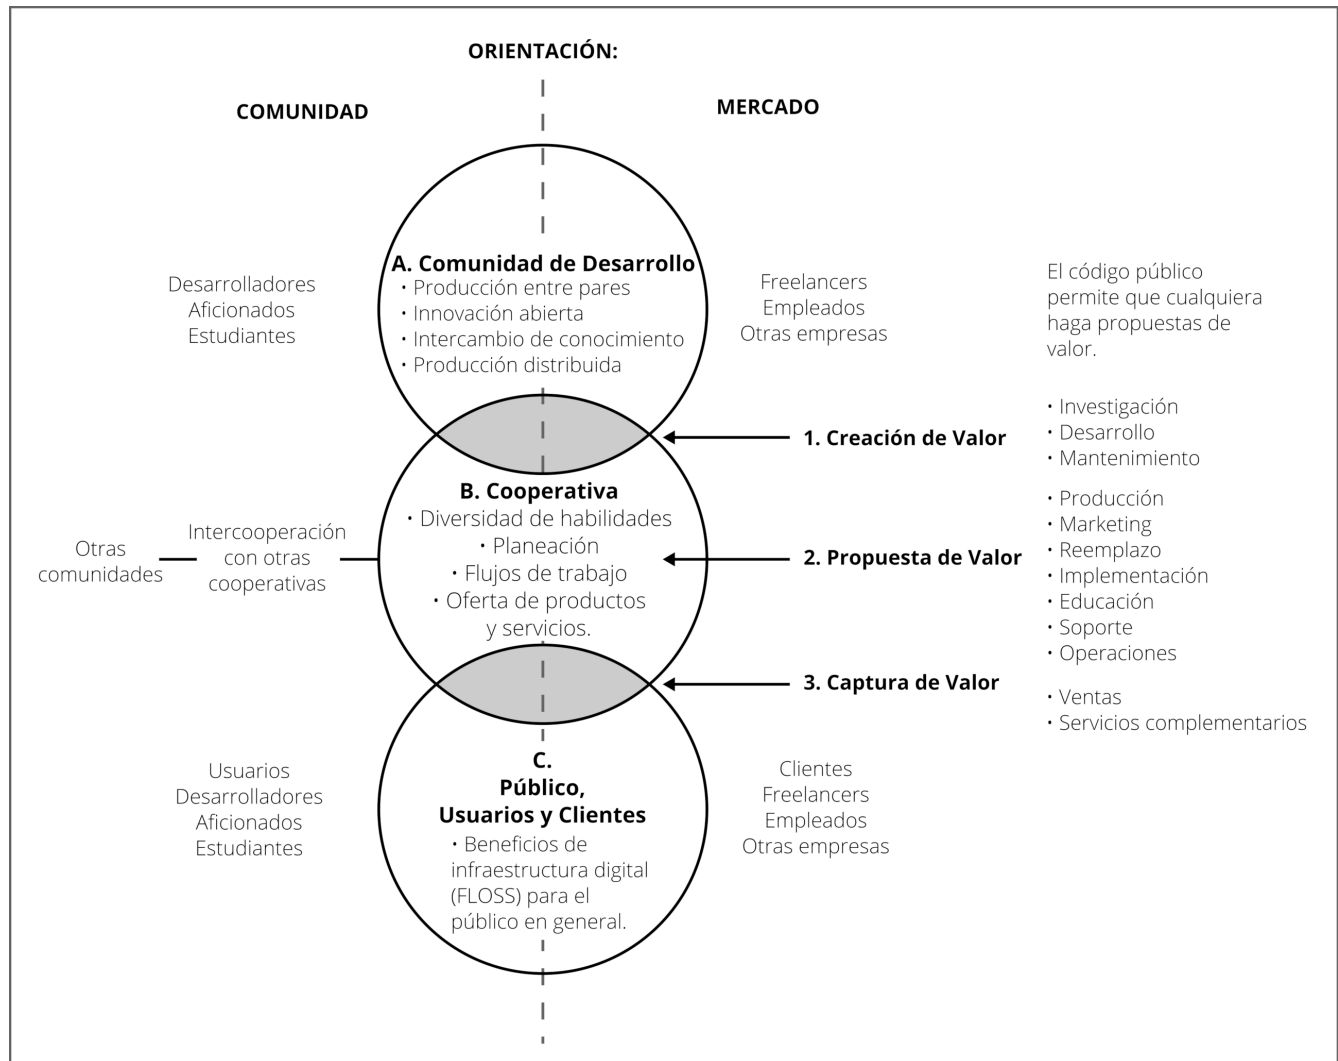 ORIENTACIÓN:
COMUNIDAD
MERCADO
Desarrolladores
Aficionados
Estudiantes
A. Comunidad de Desarrollo
· Producción entre pares
· Innovación abierta
· Intercambio de conocimiento
· Producción distribuida
Freelancers
Empleados
Otras empresas
El código público
permite que cualquiera
haga propuestas de
valor.
1. Creación de Valor
· Investigación
· Desarrollo
· Mantenimiento
Otras
comunidades
Intercooperación
con otras
cooperativas
B. Cooperativa
· Diversidad de habilidades
· Planeación
· Flujos de trabajo
· Oferta de productos
y servicios.
2. Propuesta de Valor
· Producción
· Marketing
· Reemplazo
· Implementación
· Educación
· Soporte
· Operaciones
3. Captura de Valor
· Ventas
· Servicios complementarios
Usuarios
Desarrolladores
Aficionados
Estudiantes
C.
Público,
Usuarios y Clientes
· Beneficios de
infraestructura digital
(FLOSS) para el
público en general.
Clientes
Freelancers
Empleados
Otras empresas